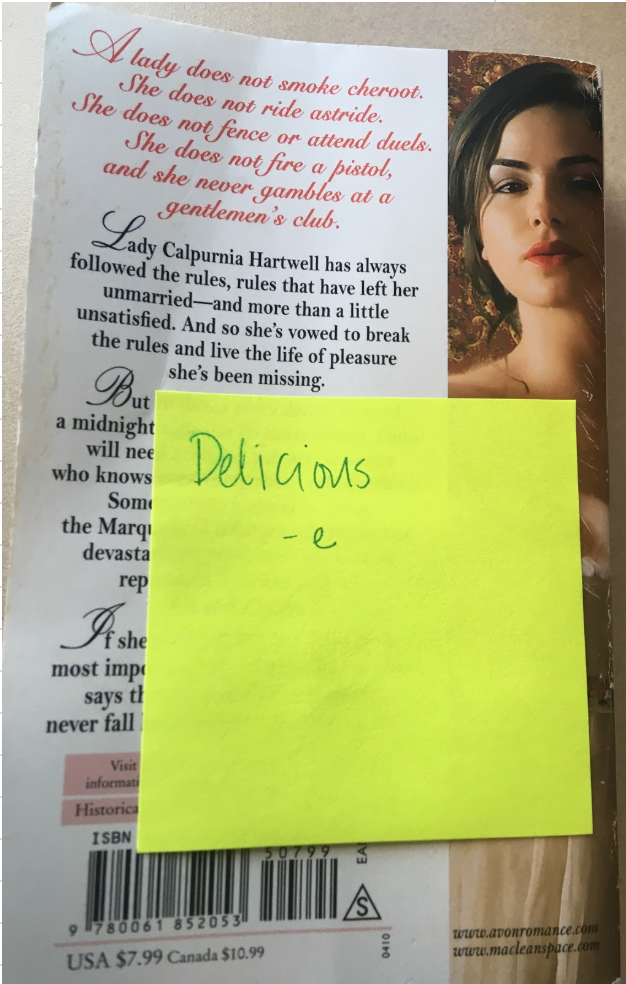 A lady does not smoke cheroot.
She does not ride astride.
She does not fence or attend duels.
She does not fire a pistol,
and she never gambles at a
gentlemen's club.
Lady Calpurnia Hartwell has always
followed the rules, rules that have left her
unmarried—and more than a little
unsatisfied. And so she's vowed to break
the rules and live the life of pleasure
she's been missing.
But
a midnight
will nee
who knows
Some
the Marq
devasta
rep
If she
most impo
says th
never fall
Delicious
- e
Visit
informati
Historica
ISBN
50799
EA
S
9 780061 852053
USA $7.99 Canada $10.99
0410
www.avonromance.com
www.macleanspace.com